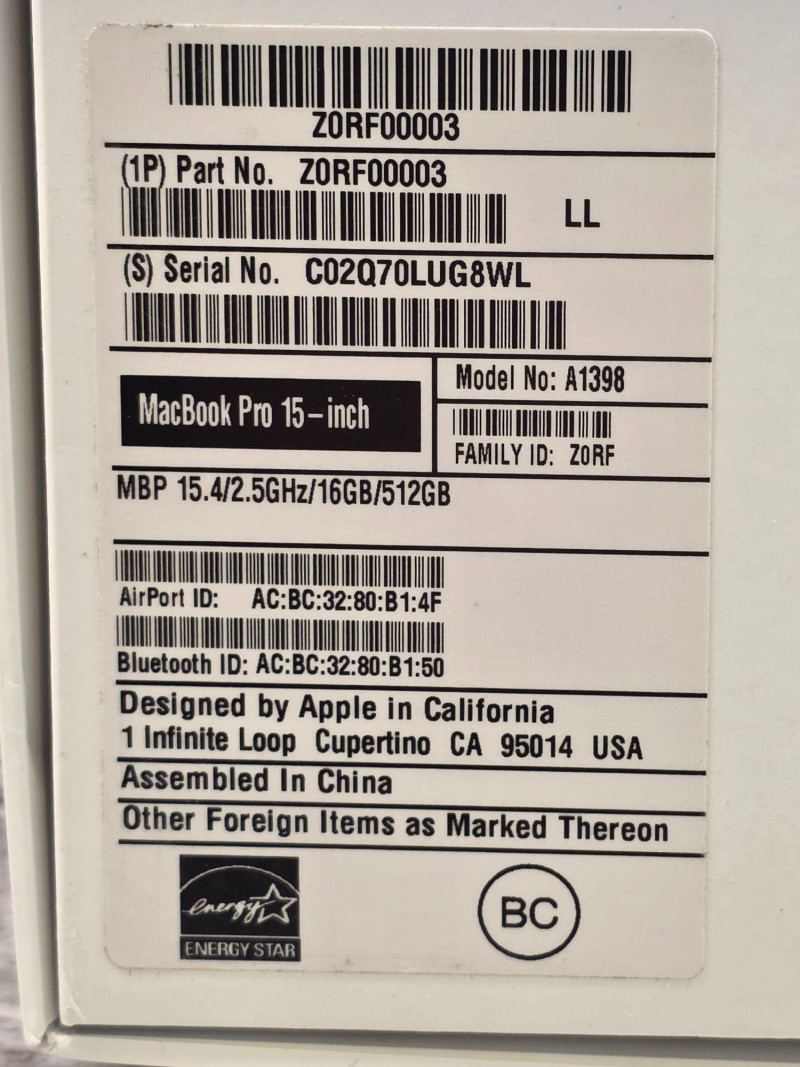 Z0RF00003
(1P) Part No. Z0RF00003
LL
(S) Serial No. C02Q70LUG8WL
MacBook Pro 15-inch
Model No: A1398
FAMILY ID: Z0RF
MBP 15.4/2.5GHz/16GB/512GB
AirPort ID: AC:BC:32:80:B1:4F
Bluetooth ID: AC:BC:32:80:B1:50
Designed by Apple in California
1 Infinite Loop Cupertino CA 95014 USA
Assembled In China
Other Foreign Items as Marked Thereon
energy
ENERGY STAR
BC